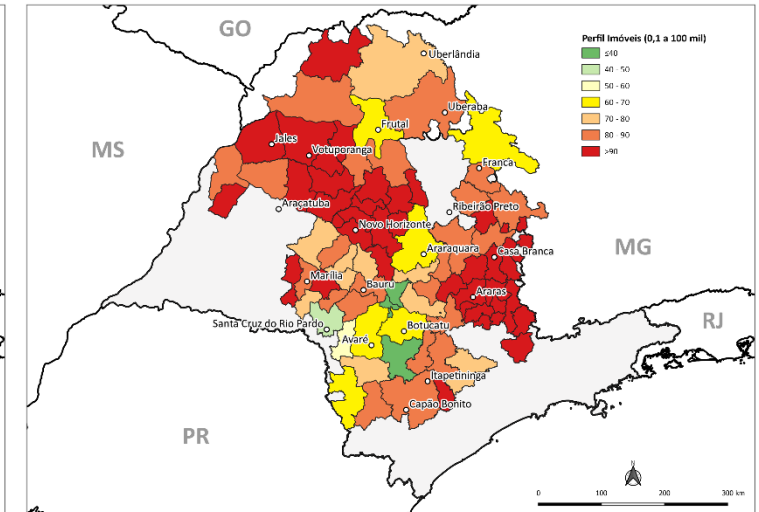 GO
Perfil Imóveis (0,1 a 100 mil)
≤40
40 - 50
50 - 60
60 - 70
70 - 80
80 - 90
>90
Uberlândia
Uberaba
Frutal
Jales
MS
Votuporanga
Franca
Araçatuba
Ribeirão Preto
Novo Horizonte
MG
Araraquara
Casa Branca
Marília
Bauru
Araras
RJ
Santa Cruz do Rio Pardo
Botucatu
Avaré
Itapetininga
Capão Bonito
PR
N
0 100 200 300 km